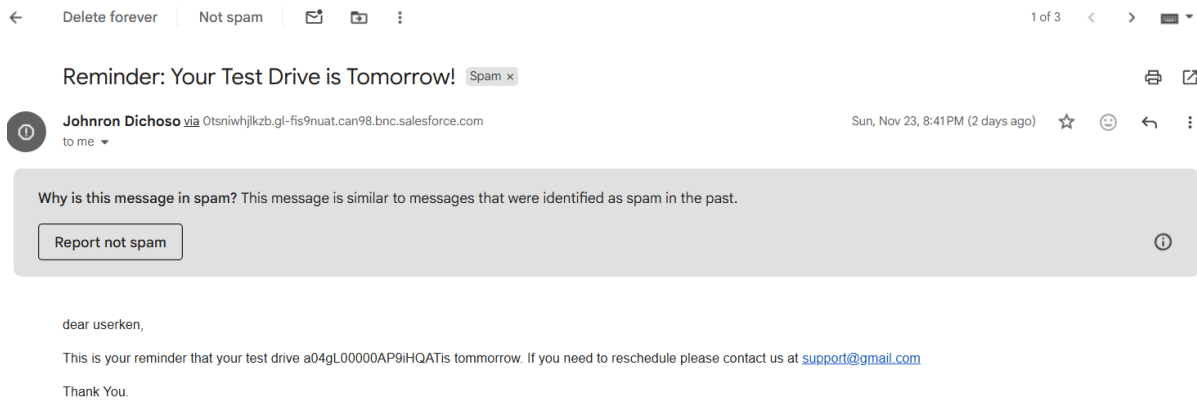 Delete forever Not spam 1 of 3
Reminder: Your Test Drive is Tomorrow! Spam ×
Johnron Dichoso via 0tsniwhjlkzb.gl-fis9nuat.can98.bnc.salesforce.com Sun, Nov 23, 8:41 PM (2 days ago)
to me
Why is this message in spam? This message is similar to messages that were identified as spam in the past.
Report not spam
dear userken,
This is your reminder that your test drive a04gL00000AP9iHQATis tommorrow. If you need to reschedule please contact us at support@gmail.com
Thank You.